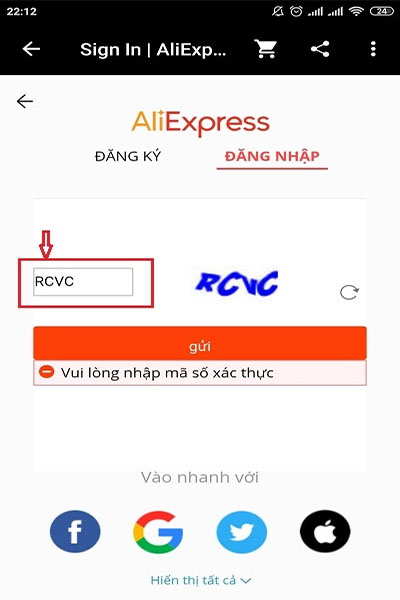 22:12
24
Sign In | AliExp...
AliExpress
ĐĂNG KÝ
ĐĂNG NHẬP
RCVC
RCVC
gửi
Vui lòng nhập mã số xác thực
Vào nhanh với
Hiển thị tất cả